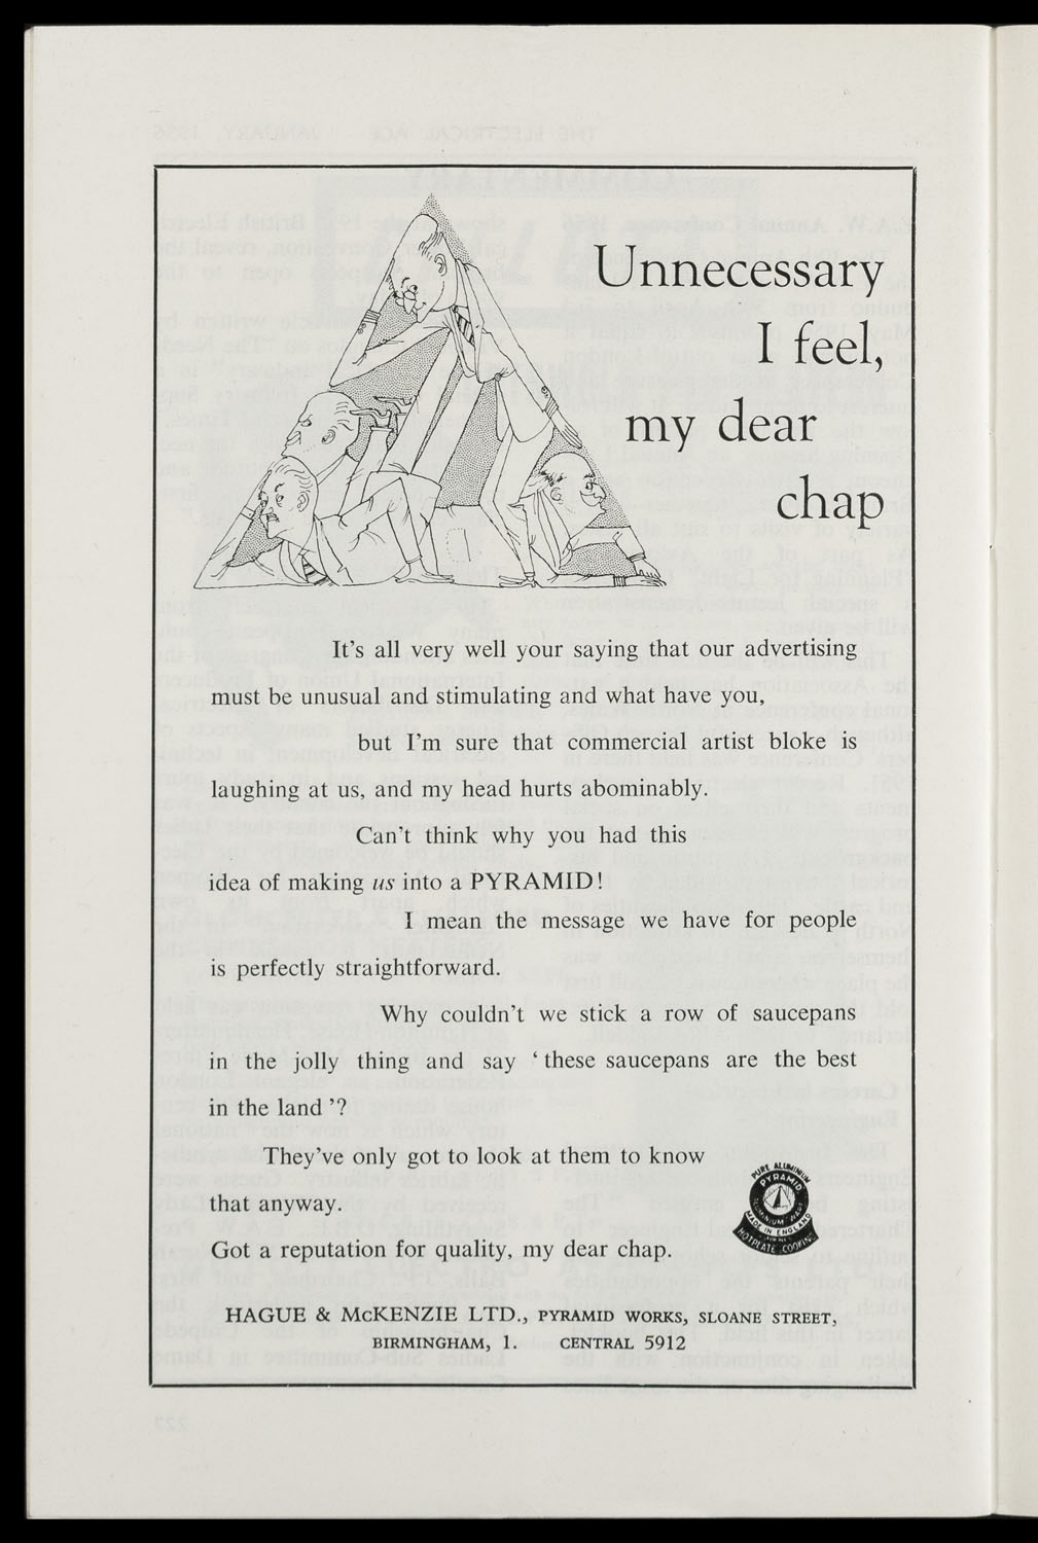 Unnecessary
I feel,
my dear
chap
It's all very well your saying that our advertising
must be unusual and stimulating and what have you,
but I'm sure that commercial artist bloke is
laughing at us, and my head hurts abominably.
Can't think why you had this
idea of making us into a PYRAMID!
I mean the message we have for people
is perfectly straightforward.
Why couldn't we stick a row of saucepans
in the jolly thing and say ‘ these saucepans are the best
in the land ’?
They've only got to look at them to know
that anyway.
Got a reputation for quality, my dear chap.
PURE ALUMINIUM
PYRAMID
ALUMINIUM WARE
MADE IN ENGLAND
HOTPLATE COOKING
HAGUE & McKENZIE LTD., PYRAMID WORKS, SLOANE STREET,
BIRMINGHAM, 1. CENTRAL 5912